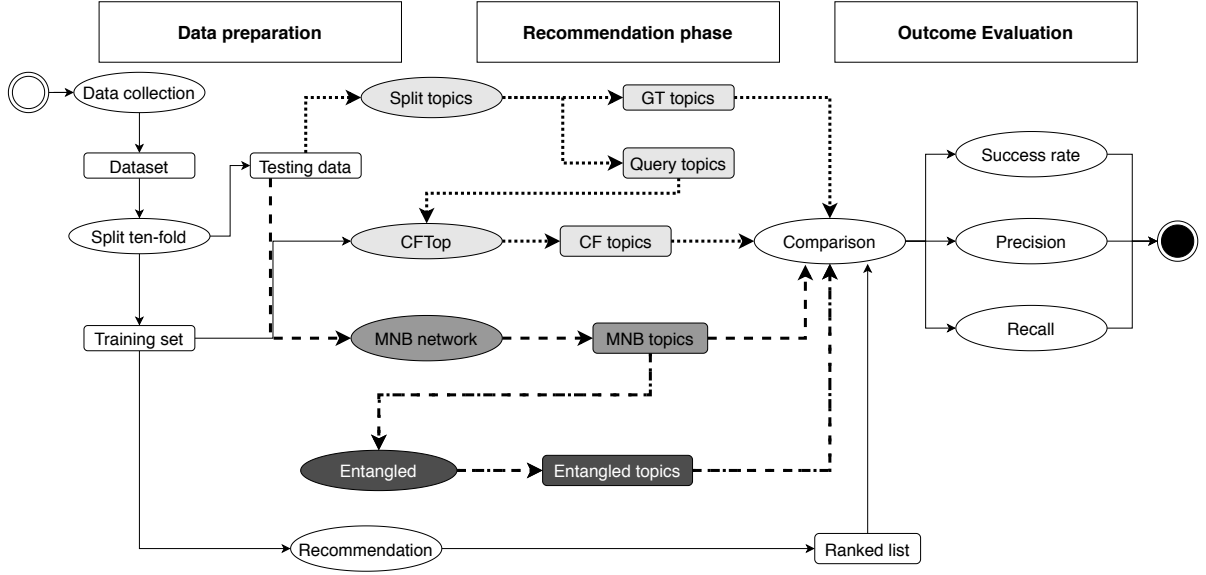 Data preparation
Recommendation phase
Outcome Evaluation
Data collection
Split topics
GT topics
Dataset
Testing data
Query topics
Success rate
Split ten-fold
CFTop
CF topics
Comparison
Precision
Training set
MNB network
MNB topics
Recall
Entangled
Entangled topics
Recommendation
Ranked list